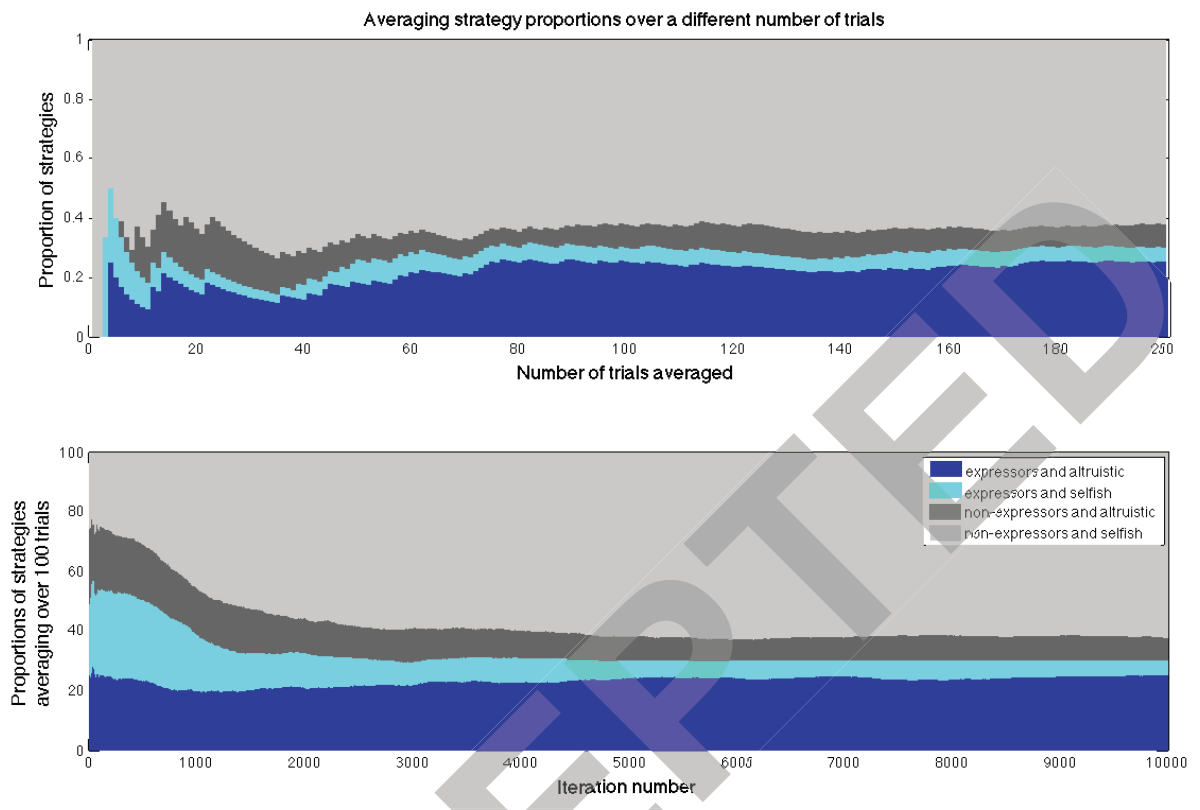 Averaging strategy proportions over a different number of trials
Proportion of strategies
1
0.8
0.6
0.4
0.2
0
0 20 40 60 80 100 120 140 160 180 200
Number of trials averaged
Proportions of strategies
averaging over 100 trials
100
80
60
40
20
0
expressors and altruistic
expressors and selfish
non-expressors and altruistic
non-expressors and selfish
0 1000 2000 3000 4000 5000 6000 7000 8000 9000 10000
Iteration number
EPTED